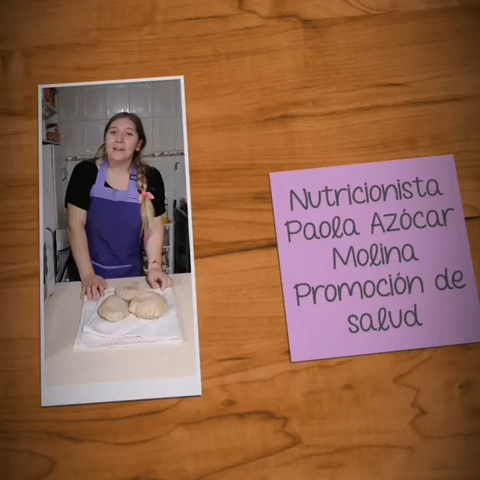 Nutricionista
Paola Azócar
Molina
Promoción de
salud